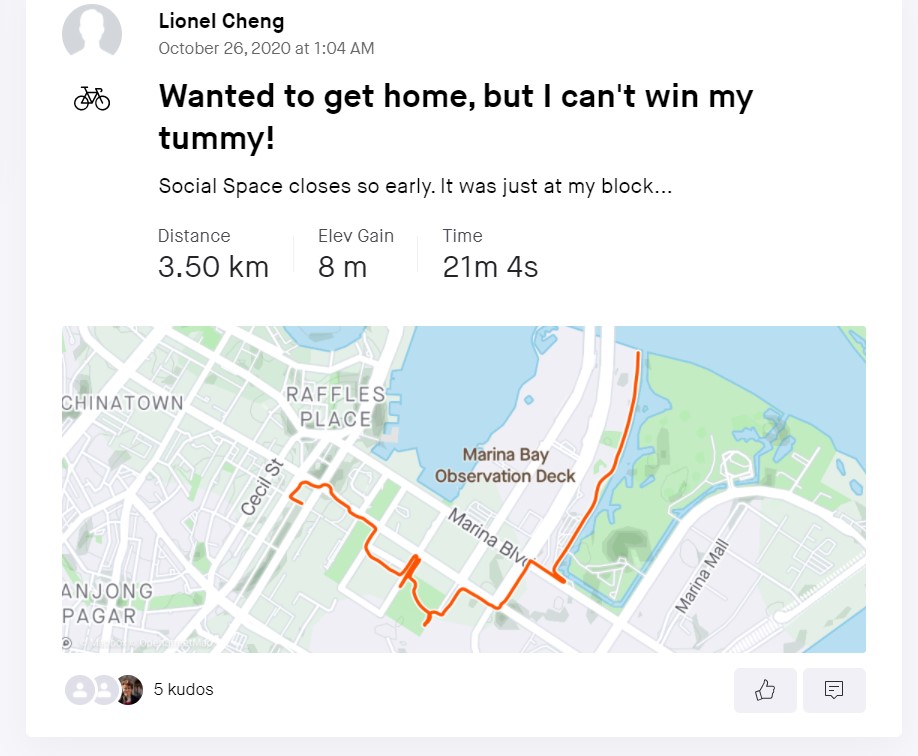 Lionel Cheng
October 26, 2020 at 1:04 AM
Wanted to get home, but I can't win my
tummy!
Social Space closes so early. It was just at my block...
Distance
Elev Gain
Time
3.50 km
8 m
21m 4s
CHINATOWN
RAFFLES
PLACE
Cecil St
Marina Bay
Observation Deck
Marina Blvd
Marina Mall
ANJONG
PAGAR
5 kudos